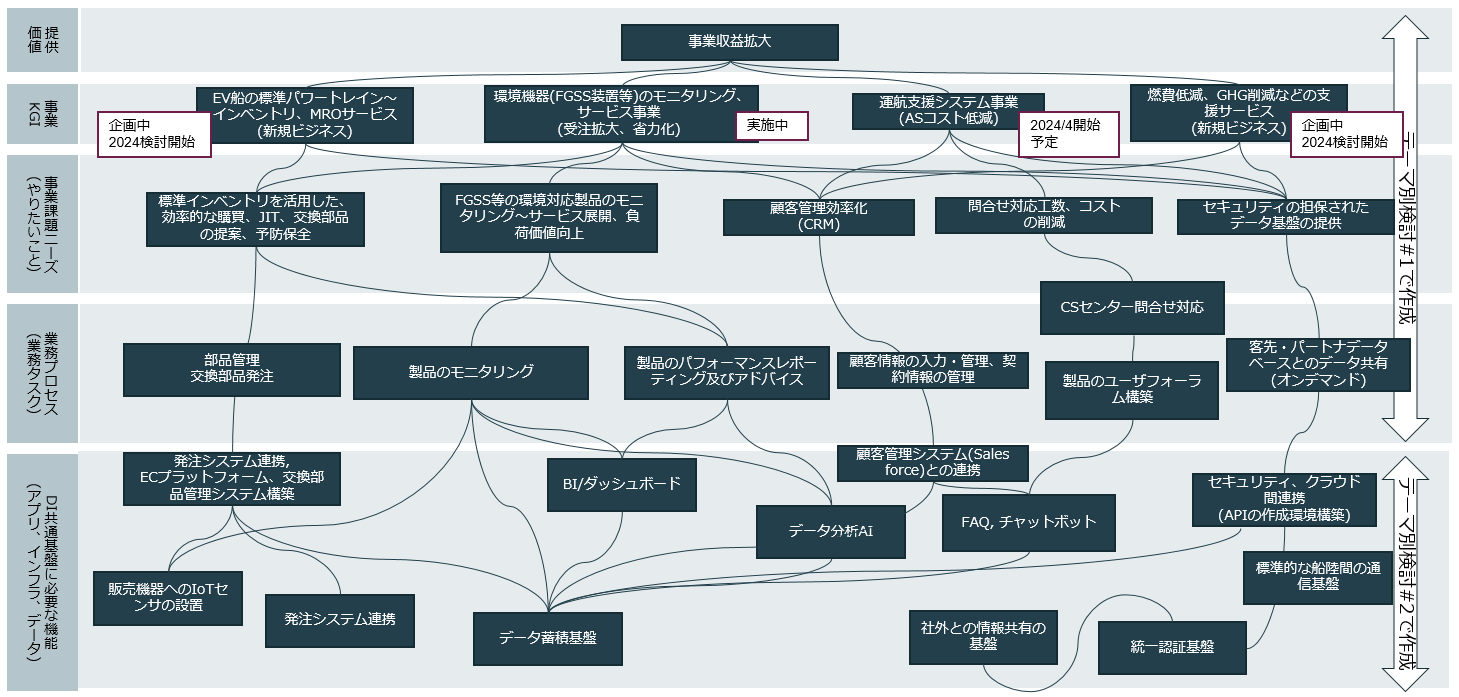 提供
価値
事業収益拡大
事業
KGI
EV船の標準パワートレイン～
インベントリ、MROサービス
(新規ビジネス)
企画中
2024検討開始
環境機器(FGSS装置等)のモニタリング、
サービス事業
(受注拡大、省力化)
実施中
運航支援システム事業
(ASコスト低減)
2024/4開始
予定
燃費低減、GHG削減などの支
援サービス
(新規ビジネス)
企画中
2024検討開始
テーマ別検討#1で作成
事業課題ニーズ
(やりたいこと)
標準インベントリを活用した、
効率的な購買、JIT、交換部品
の提案、予防保全
FGSS等の環境対応製品のモニ
タリング～サービス展開、負
荷価値向上
顧客管理効率化
(CRM)
問合せ対応工数、コスト
の削減
セキュリティの担保された
データ基盤の提供
業務プロセス
(業務タスク)
部品管理
交換部品発注
製品のモニタリング
製品のパフォーマンスレポー
ティング及びアドバイス
顧客情報の入力・管理、契
約情報の管理
CSセンター問合せ対応
製品のユーザフォーラ
ム構築
客先・パートナデータ
ベースとのデータ共有
(オンデマンド)
DI共通基盤に必要な機能
(アプリ、インフラ、データ)
発注システム連携,
ECプラットフォーム、交換部
品管理システム構築
BI/ダッシュボード
データ分析AI
顧客管理システム(Sales
force)との連携
FAQ, チャットボット
セキュリティ、クラウド
間連携
(APIの作成環境構築)
標準的な船陸間の通
信基盤
販売機器へのIoTセ
ンサの設置
発注システム連携
データ蓄積基盤
社外との情報共有の
基盤
統一認証基盤
テーマ別検討#2で作成